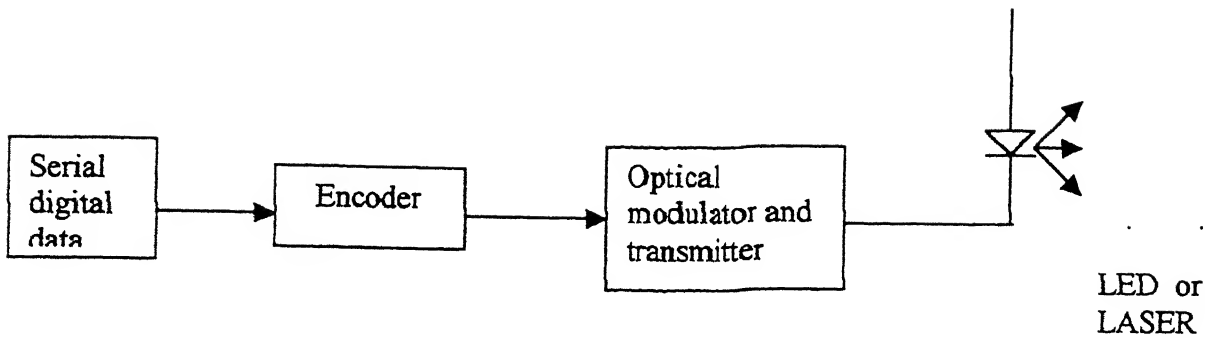 Serial
digital
data
Encoder
Optical
modulator and
transmitter
LED or
LASER